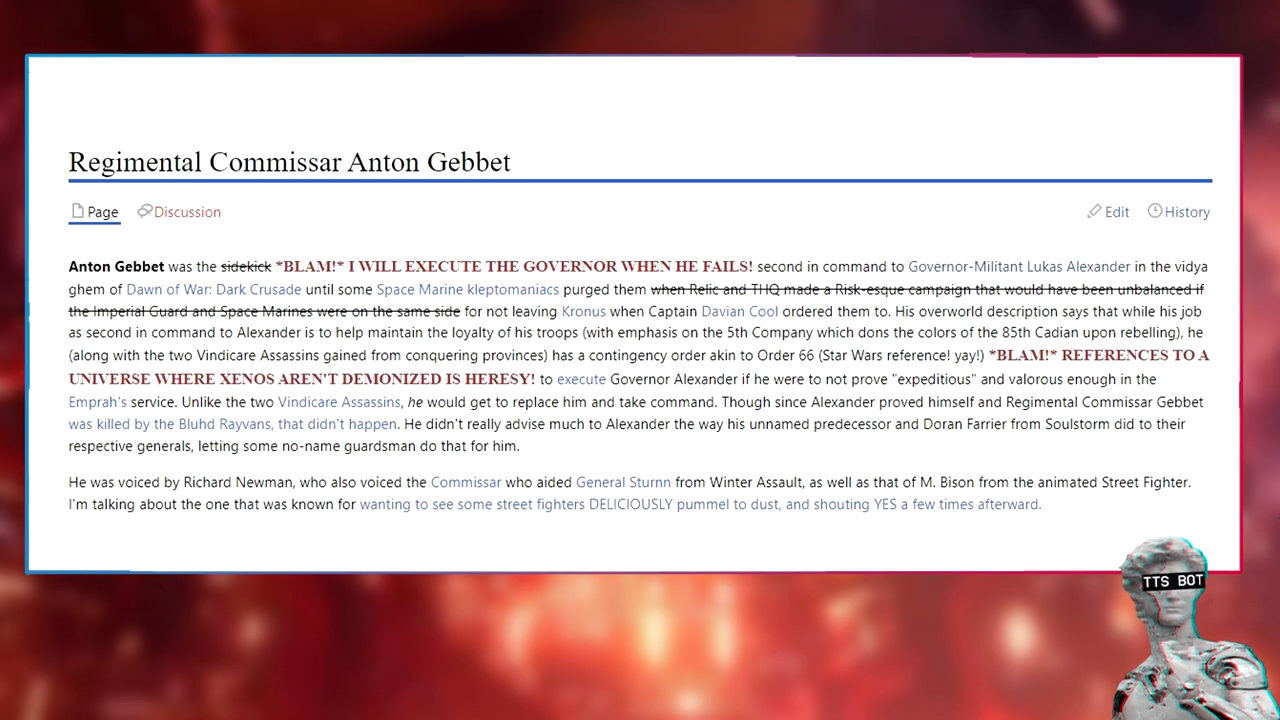 Regimental Commissar Anton Gebbet
Page Discussion Edit History
Anton Gebbet was the sidekick *BLAM!* I WILL EXECUTE THE GOVERNOR WHEN HE FAILS! second in command to Governor-Militant Lukas Alexander in the vidya
ghem of Dawn of War: Dark Crusade until some Space Marine kleptomaniacs purged them when Relic and THQ made a Risk-esque campaign that would have been unbalanced if
the Imperial Guard and Space Marines were on the same side for not leaving Kronus when Captain Davian Cool ordered them to. His overworld description says that while his job
as second in command to Alexander is to help maintain the loyalty of his troops (with emphasis on the 5th Company which dons the colors of the 85th Cadian upon rebelling), he
(along with the two Vindicare Assassins gained from conquering provinces) has a contingency order akin to Order 66 (Star Wars reference! yay!) *BLAM!* REFERENCES TO A
UNIVERSE WHERE XENOS AREN'T DEMONIZED IS HERESY! to execute Governor Alexander if he were to not prove "expeditious" and valorous enough in the
Emprah's service. Unlike the two Vindicare Assassins, he would get to replace him and take command. Though since Alexander proved himself and Regimental Commissar Gebbet
was killed by the Bluhd Rayvans, that didn't happen. He didn't really advise much to Alexander the way his unnamed predecessor and Doran Farrier from Soulstorm did to their
respective generals, letting some no-name guardsman do that for him.
He was voiced by Richard Newman, who also voiced the Commissar who aided General Sturnn from Winter Assault, as well as that of M. Bison from the animated Street Fighter.
I'm talking about the one that was known for wanting to see some street fighters DELICIOUSLY pummel to dust, and shouting YES a few times afterward.
TTS BOT